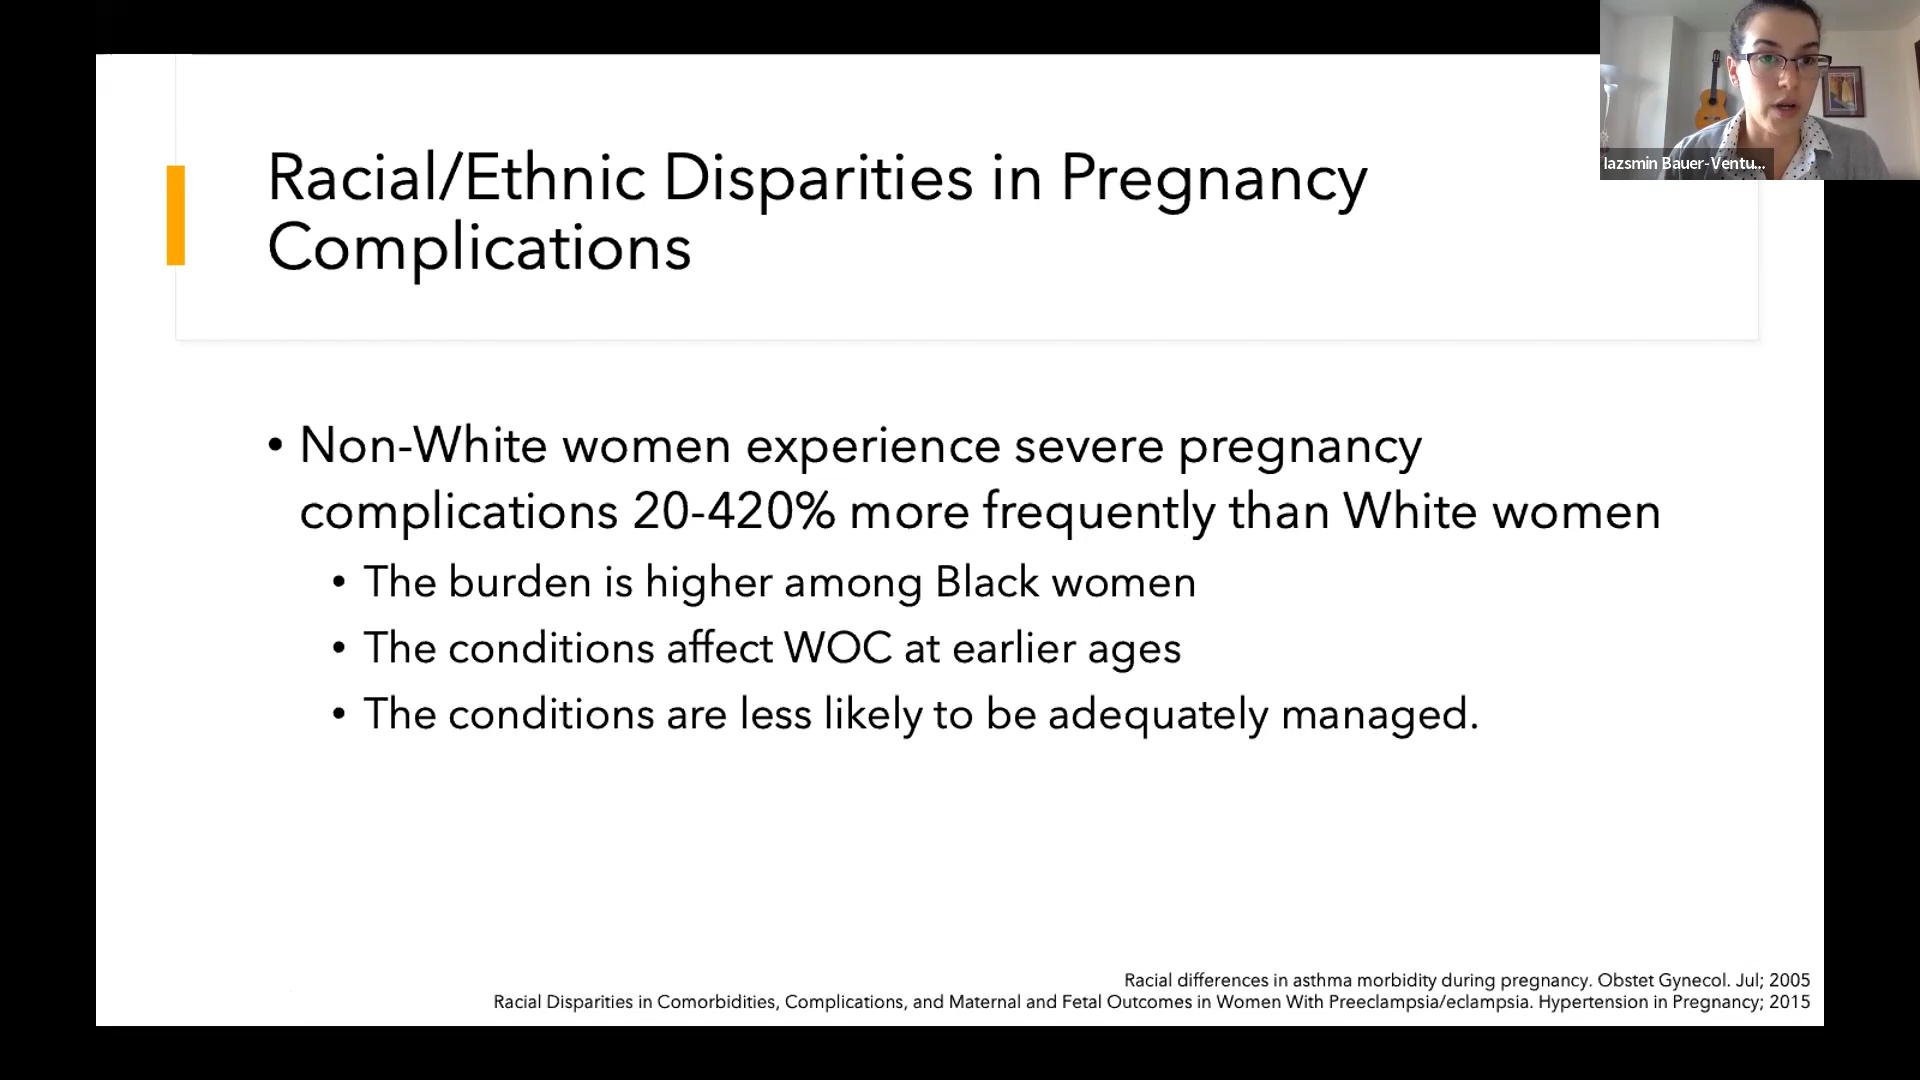 Racial/Ethnic Disparities in Pregnancy
Complications
• Non-White women experience severe pregnancy
complications 20-420% more frequently than White women
• The burden is higher among Black women
• The conditions affect WOC at earlier ages
• The conditions are less likely to be adequately managed.
Racial differences in asthma morbidity during pregnancy. Obstet Gynecol. Jul; 2005
Racial Disparities in Comorbidities, Complications, and Maternal and Fetal Outcomes in Women With Preeclampsia/eclampsia. Hypertension in Pregnancy; 2015
Iazsmin Bauer-Ventu...